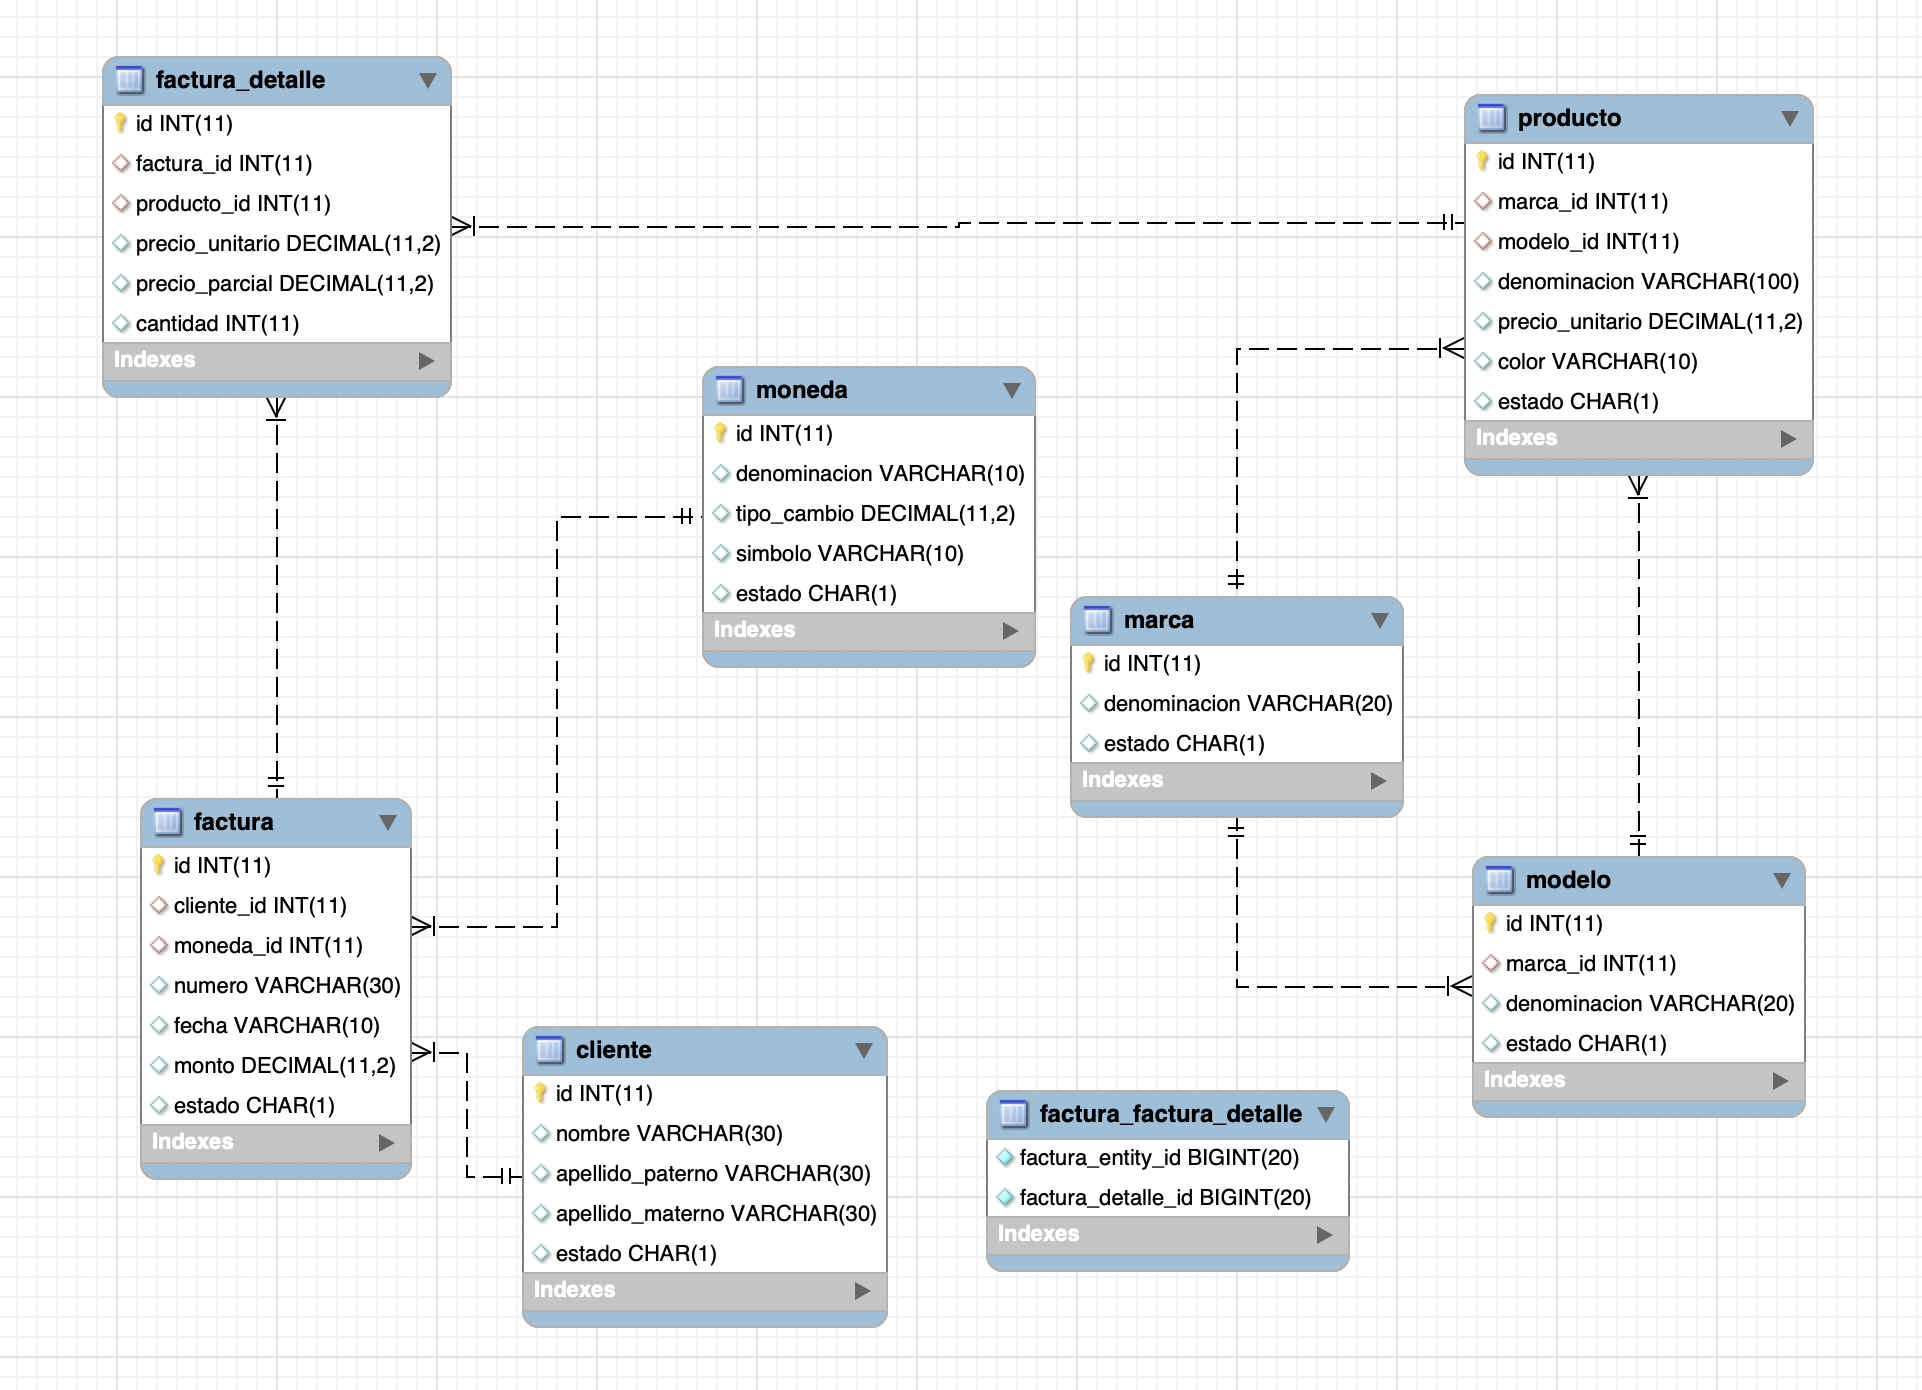 factura_detalle
id INT(11)
factura_id INT(11)
producto_id INT(11)
precio_unitario DECIMAL(11,2)
precio_parcial DECIMAL(11,2)
cantidad INT(11)
Indexes
producto
id INT(11)
marca_id INT(11)
modelo_id INT(11)
denominacion VARCHAR(100)
precio_unitario DECIMAL(11,2)
color VARCHAR(10)
estado CHAR(1)
Indexes
moneda
id INT(11)
denominacion VARCHAR(10)
tipo_cambio DECIMAL(11,2)
simbolo VARCHAR(10)
estado CHAR(1)
Indexes
marca
id INT(11)
denominacion VARCHAR(20)
estado CHAR(1)
Indexes
factura
id INT(11)
cliente_id INT(11)
moneda_id INT(11)
numero VARCHAR(30)
fecha VARCHAR(10)
monto DECIMAL(11,2)
estado CHAR(1)
Indexes
modelo
id INT(11)
marca_id INT(11)
denominacion VARCHAR(20)
estado CHAR(1)
Indexes
cliente
id INT(11)
nombre VARCHAR(30)
apellido_paterno VARCHAR(30)
apellido_materno VARCHAR(30)
estado CHAR(1)
Indexes
factura_factura_detalle
factura_entity_id BIGINT(20)
factura_detalle_id BIGINT(20)
Indexes